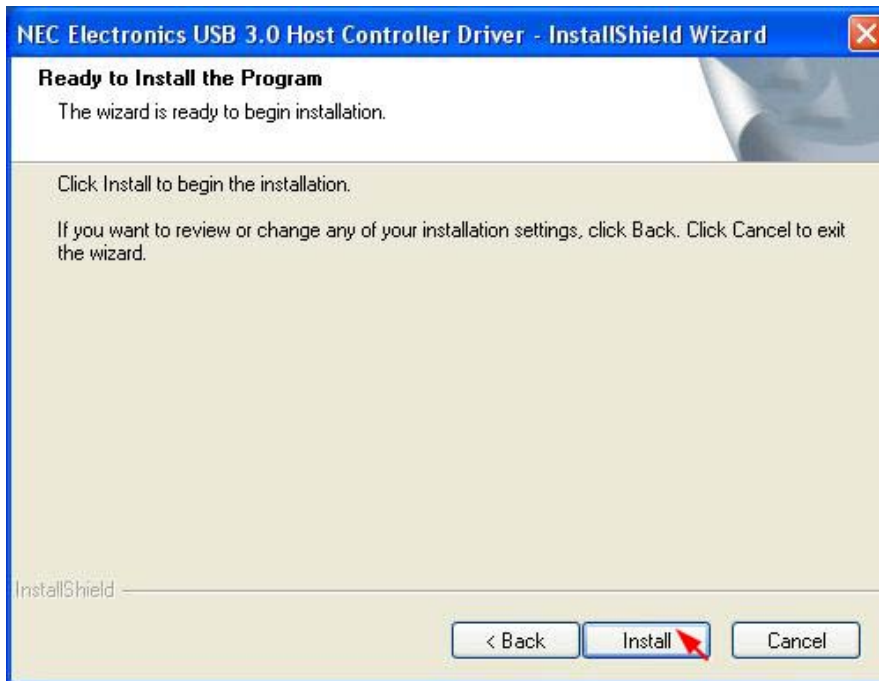 NEC Electronics USB 3.0 Host Controller Driver - InstallShield Wizard
Ready to Install the Program
The wizard is ready to begin installation.
Click Install to begin the installation.
If you want to review or change any of your installation settings, click Back. Click Cancel to exit
the wizard.
InstallShield
< Back Install Cancel